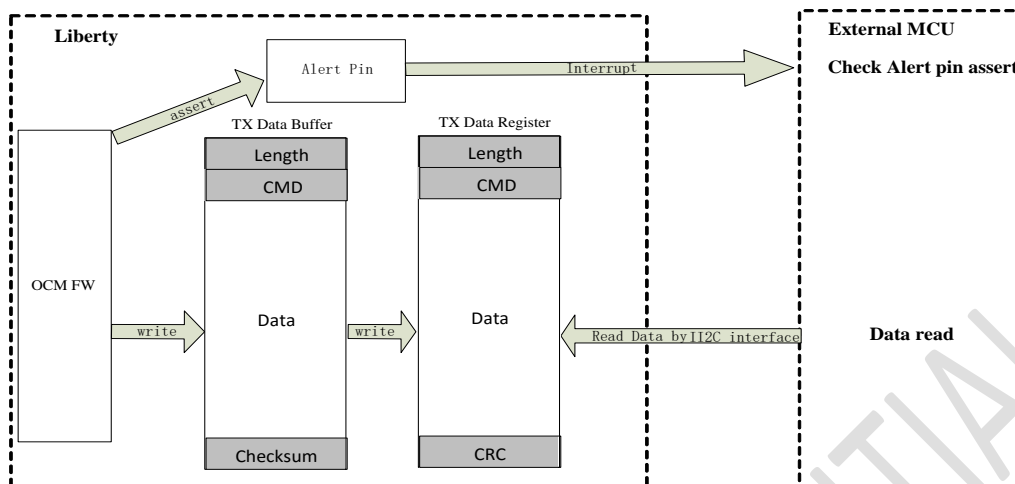 Liberty
External MCU
Alert Pin
Interrupt
Check Alert pin assert
assert
TX Data Buffer
TX Data Register
Length
Length
CMD
CMD
OCM FW
Data
Data
write
write
Read Data by II2C interface
Data read
Checksum
CRC